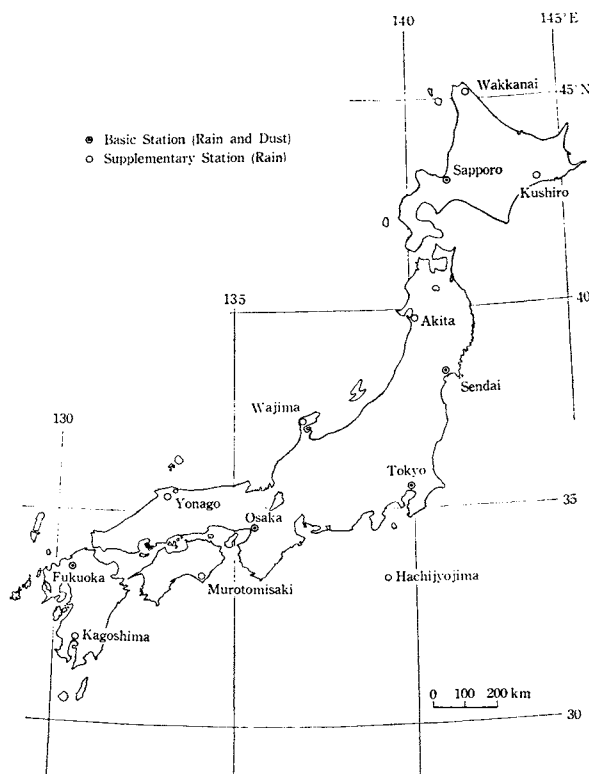 140
145°E
Wakkanai
45°N
◉ Basic Station (Rain and Dust)
○ Supplementary Station (Rain)
Sapporo
Kushiro
135
40
Akita
Sendai
Wajima
130
Tokyo
Yonago
Osaka
35
Fukuoka
Murotomisaki
Hachijyojima
Kagoshima
0 100 200 km
30